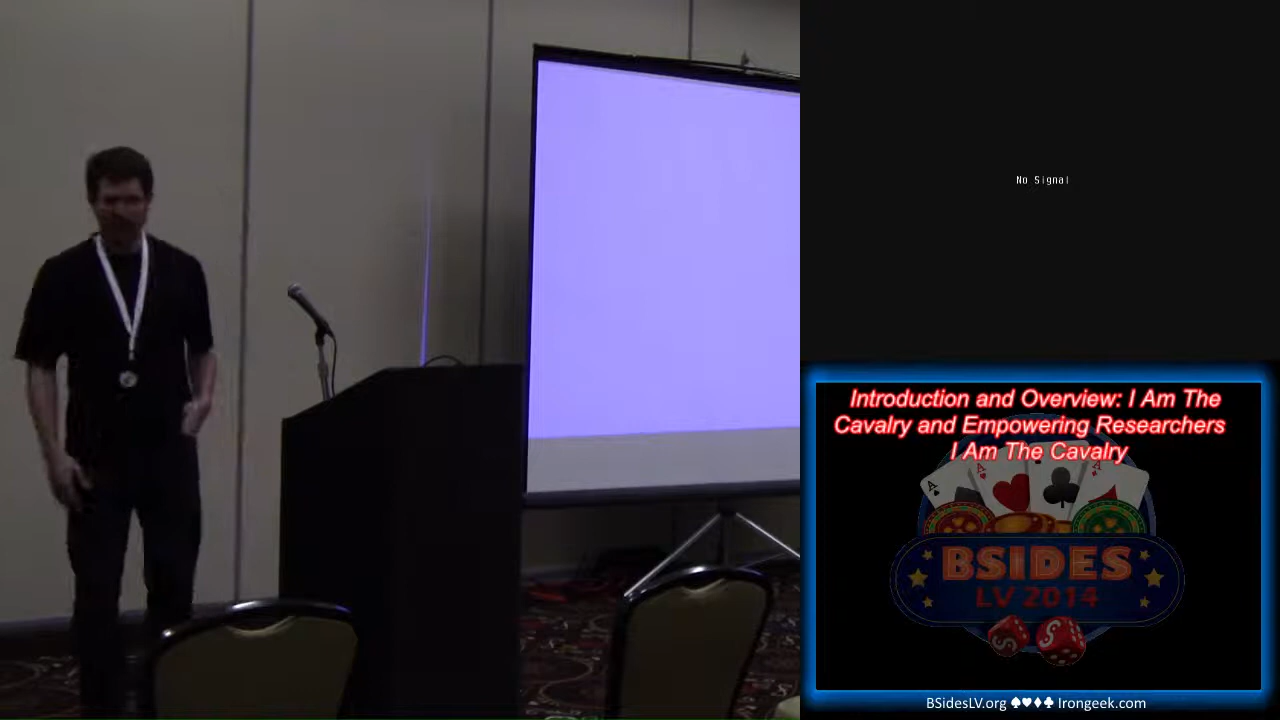 No Signal
Introduction and Overview: I Am The
Cavalry and Empowering Researchers
I Am The Cavalry
A
A
A
BSIDES
LV 2014
S
S
BSidesLV.org ♠♥♦♣ Irongeek.com